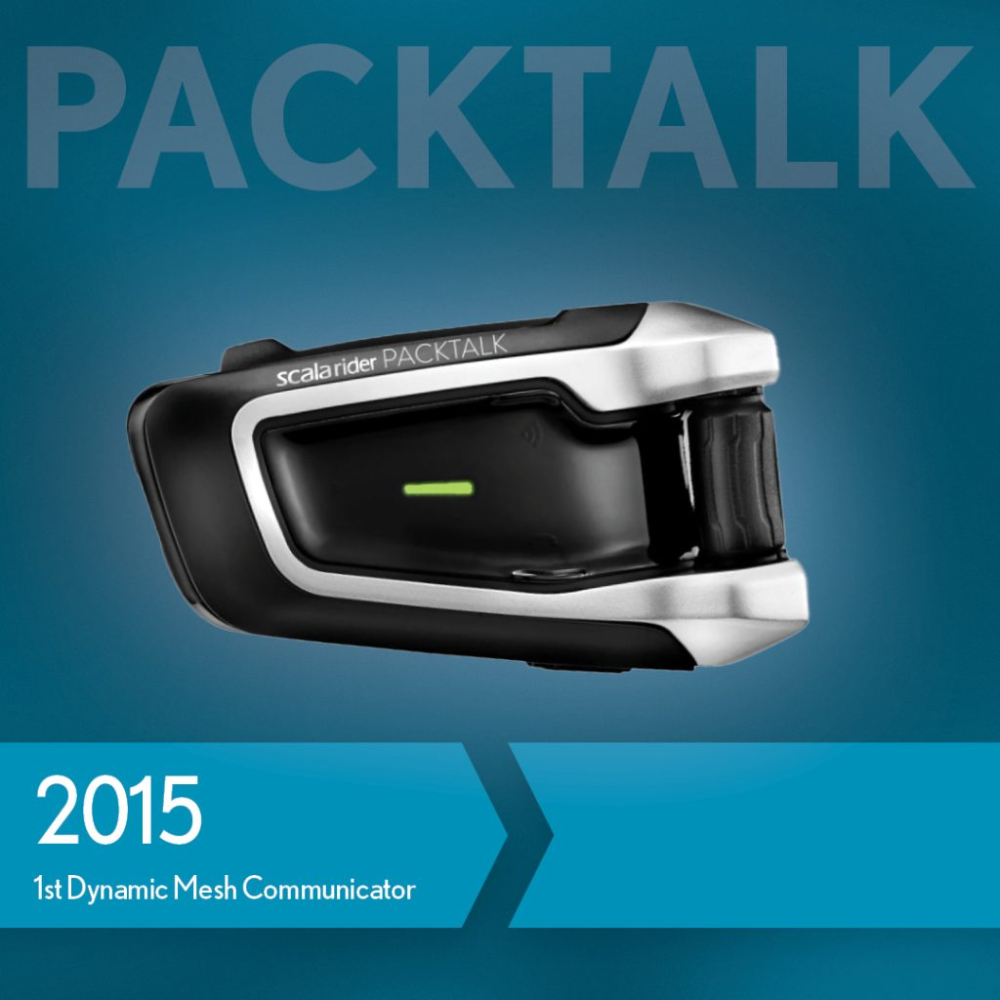 PACKTALK
scala rider PACKTALK
2015
1st Dynamic Mesh Communicator